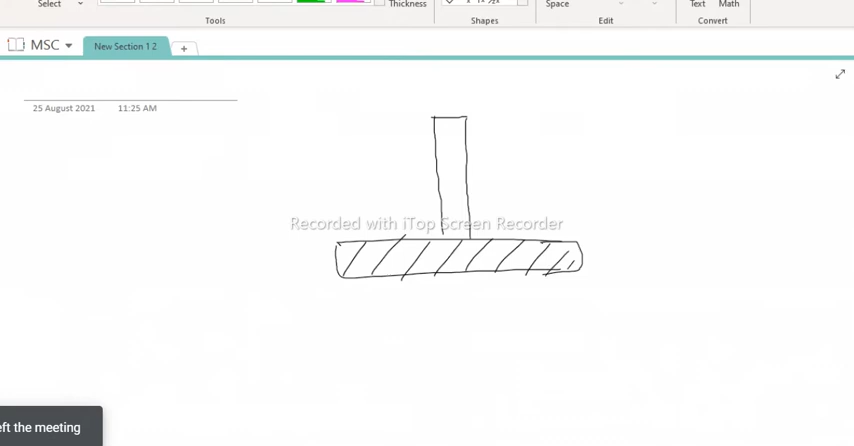 Thickness
Space
Text
Math
Select
Tools
Shapes
Edit
Convert
MSC
New Section 1 2
+
25 August 2021
11:25 AM
Recorded with iTop Screen Recorder
eft the meeting